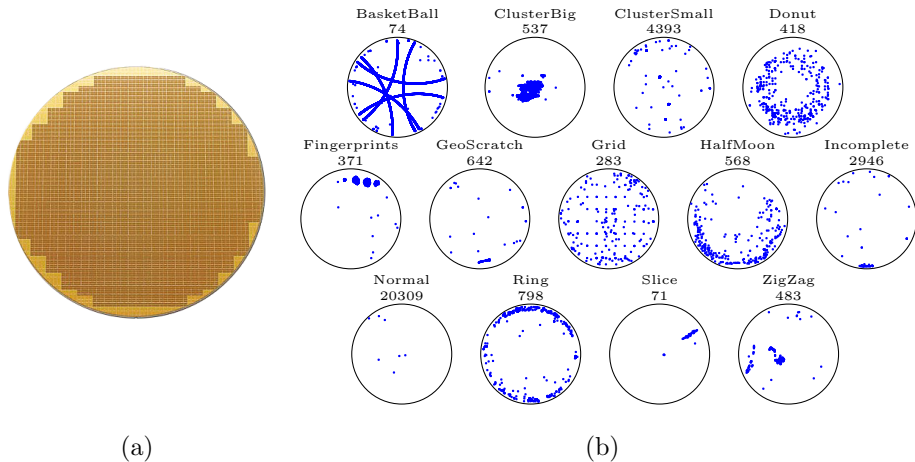 BasketBall
74
ClusterBig
537
ClusterSmall
4393
Donut
418
Fingerprints
371
GeoScratch
642
Grid
283
HalfMoon
568
Incomplete
2946
Normal
20309
Ring
798
Slice
71
ZigZag
483
(a)
(b)